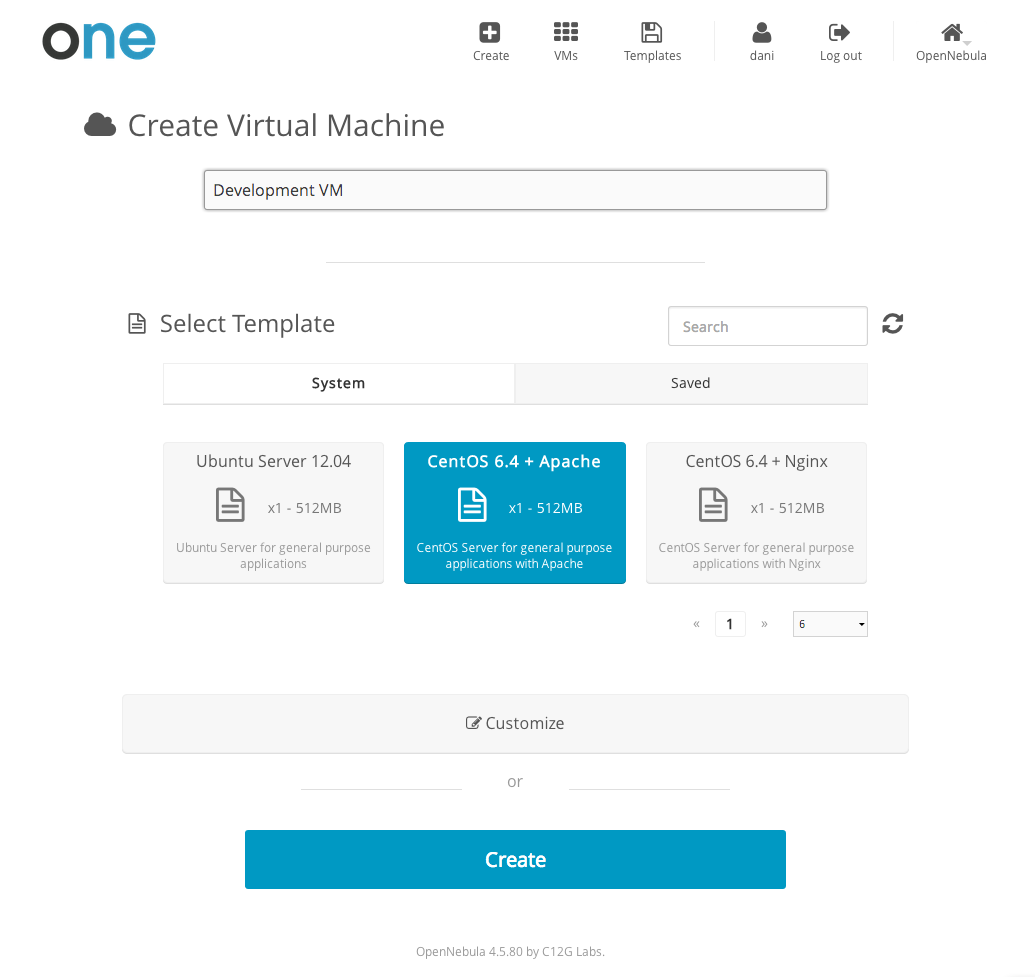 one
Create
VMs
Templates
dani
Log out
OpenNebula
Create Virtual Machine
Development VM
Select Template
Search
System
Saved
Ubuntu Server 12.04
x1 - 512MB
Ubuntu Server for general purpose
applications
CentOS 6.4 + Apache
x1 - 512MB
CentOS Server for general purpose
applications with Apache
CentOS 6.4 + Nginx
x1 - 512MB
CentOS Server for general purpose
applications with Nginx
« 1 » 6
Customize
or
Create
OpenNebula 4.5.80 by C12G Labs.